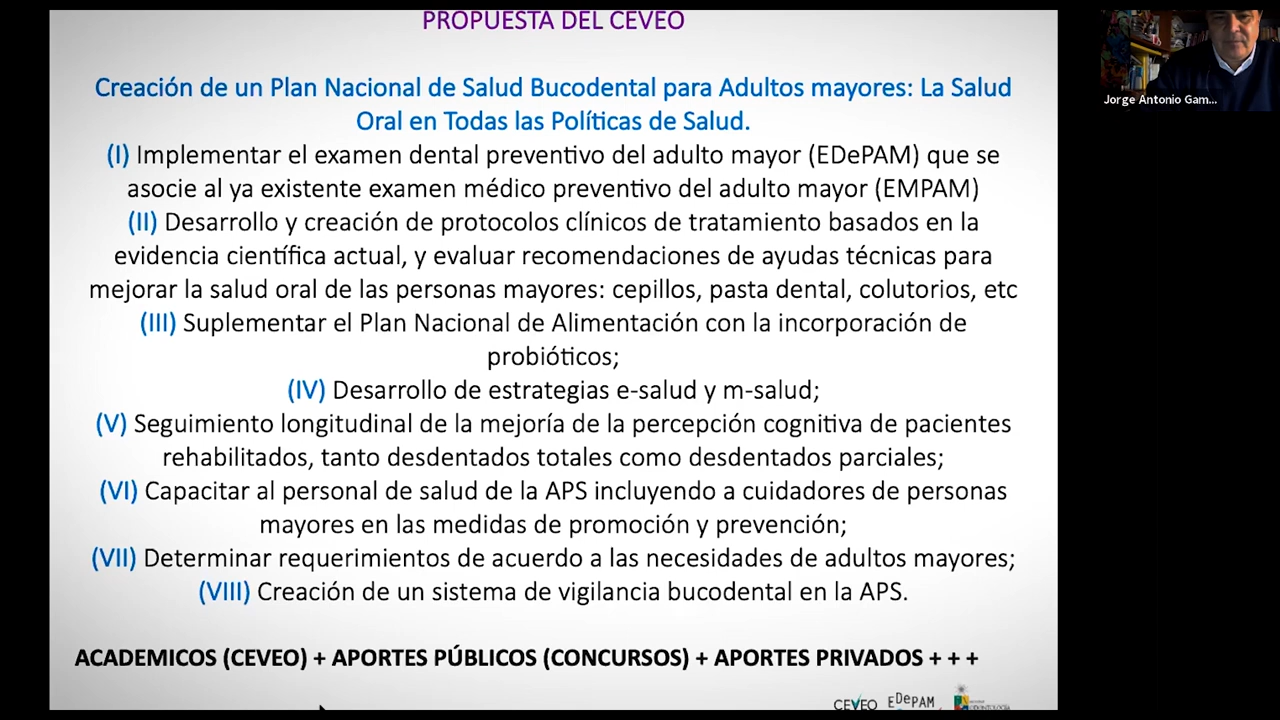 PROPUESTA DEL CEVEO
Creación de un Plan Nacional de Salud Bucodental para Adultos mayores: La Salud
Oral en Todas las Políticas de Salud.
(I) Implementar el examen dental preventivo del adulto mayor (EDePAM) que se
asocie al ya existente examen médico preventivo del adulto mayor (EMPAM)
(II) Desarrollo y creación de protocolos clínicos de tratamiento basados en la
evidencia científica actual, y evaluar recomendaciones de ayudas técnicas para
mejorar la salud oral de las personas mayores: cepillos, pasta dental, colutorios, etc
(III) Suplementar el Plan Nacional de Alimentación con la incorporación de
probióticos;
(IV) Desarrollo de estrategias e-salud y m-salud;
(V) Seguimiento longitudinal de la mejoría de la percepción cognitiva de pacientes
rehabilitados, tanto desdentados totales como desdentados parciales;
(VI) Capacitar al personal de salud de la APS incluyendo a cuidadores de personas
mayores en las medidas de promoción y prevención;
(VII) Determinar requerimientos de acuerdo a las necesidades de adultos mayores;
(VIII) Creación de un sistema de vigilancia bucodental en la APS.
ACADEMICOS (CEVEO) + APORTES PÚBLICOS (CONCURSOS) + APORTES PRIVADOS + + +
CEVEO EDePAM
Jorge Antonio Gam...